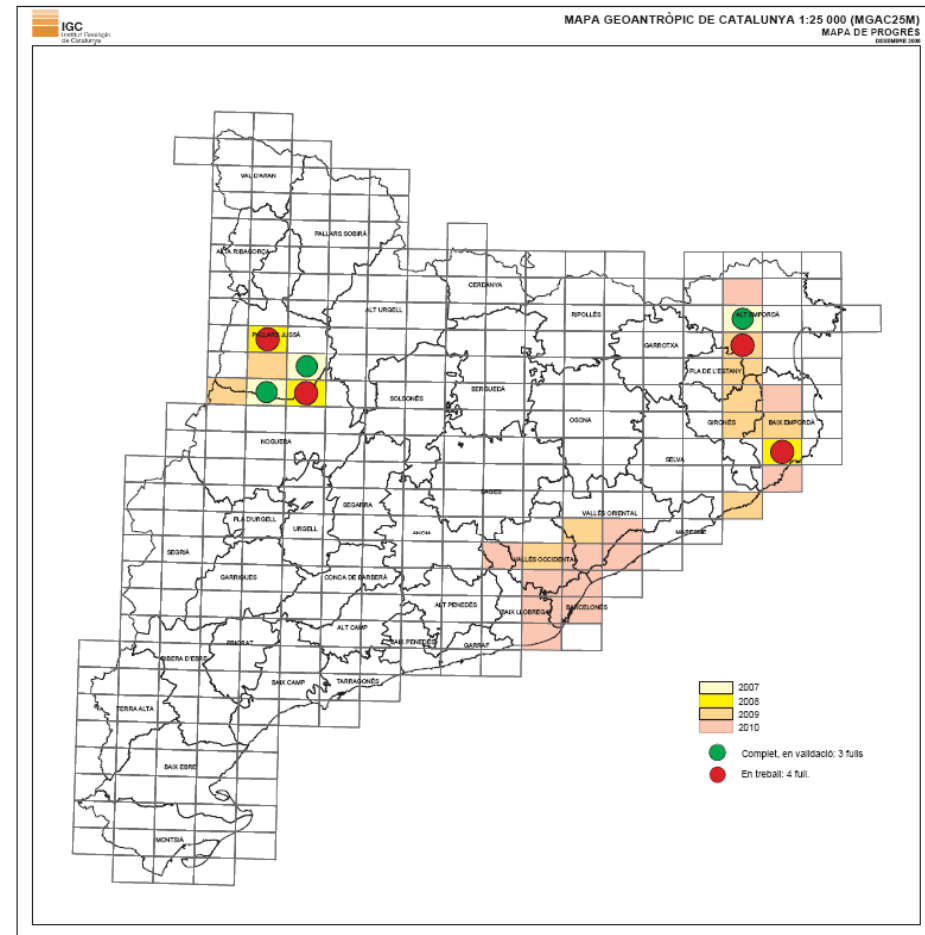 IGC
Institut Geològic
de Catalunya
MAPA GEOANTRÒPIC DE CATALUNYA 1:25 000 (MGAC25M)
MAPA DE PROGRÉS
DESEMBRE 2009
VAL D'ARAN
PALLARS SOBIRÀ
ALTA RIBAGORÇA
CERDANYA
ALT URGELL
RIPOLLÈS
ALT EMPORDÀ
PALLARS JUSSÀ
GARROTXA
PLA DE L'ESTANY
BERGUEDÀ
SOLSONÈS
OSONA
GIRONÈS
BAIX EMPORDÀ
NOGUERA
SELVA
BAGES
SEGARRA
VALLÈS ORIENTAL
PLA D'URGELL
URGELL
ANOIA
MARESME
SEGRIÀ
VALLÈS OCCIDENTAL
GARRIGUES
CONCA DE BARBERÀ
ALT PENEDÈS
BAIX LLOBREGAT
BARCELONÈS
ALT CAMP
PRIORAT
BAIX PENEDÈS
GARRAF
RIBERA D'EBRE
BAIX CAMP
TARRAGONÈS
TERRA ALTA
BAIX EBRE
MONTSIÀ
2007
2008
2009
2010
Complet, en validació: 3 fulls
En treball: 4 full.